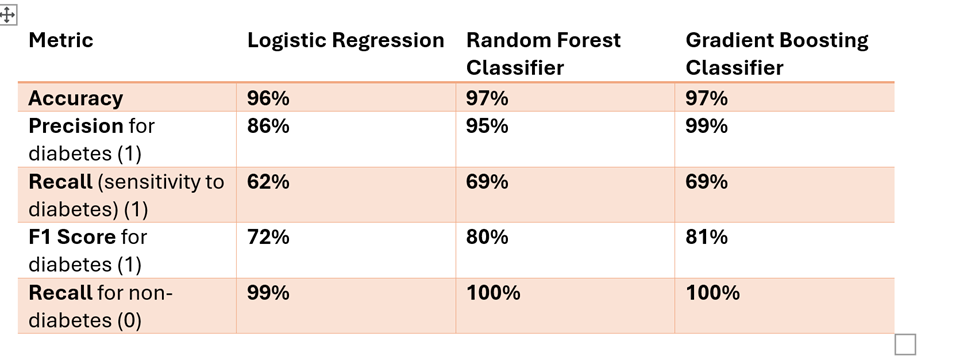 Metric Logistic Regression Random Forest Gradient Boosting
Classifier Classifier
Accuracy 96% 97% 97%
Precision for 86% 95% 99%
diabetes (1)
Recall (sensitivity to 62% 69% 69%
diabetes) (1)
F1 Score for 72% 80% 81%
diabetes (1)
Recall for non- 99% 100% 100%
diabetes (0)